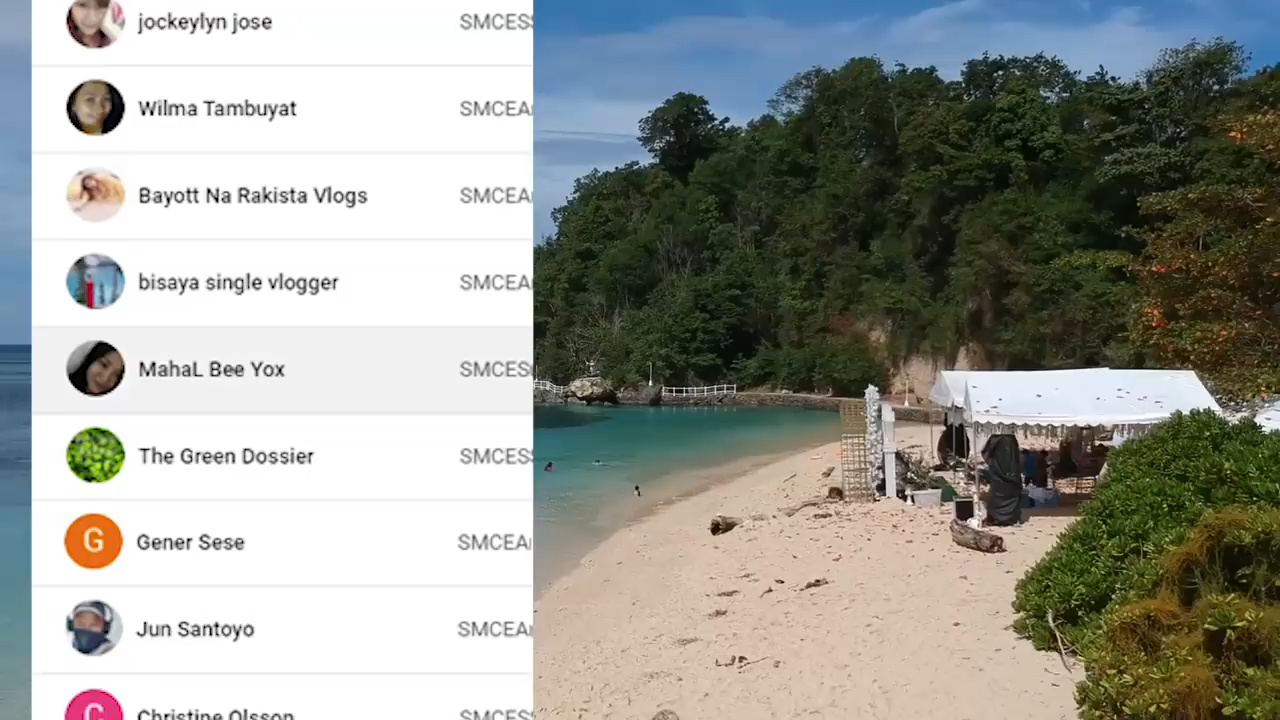 jockeylyn jose SMCES
Wilma Tambuyat SMCEA
Bayott Na Rakista Vlogs SMCEA
bisaya single vlogger SMCEA
MahaL Bee Yox SMCES
The Green Dossier SMCES
G Gener Sese SMCEA
Jun Santoyo SMCEA
Christine Olsson SMCES